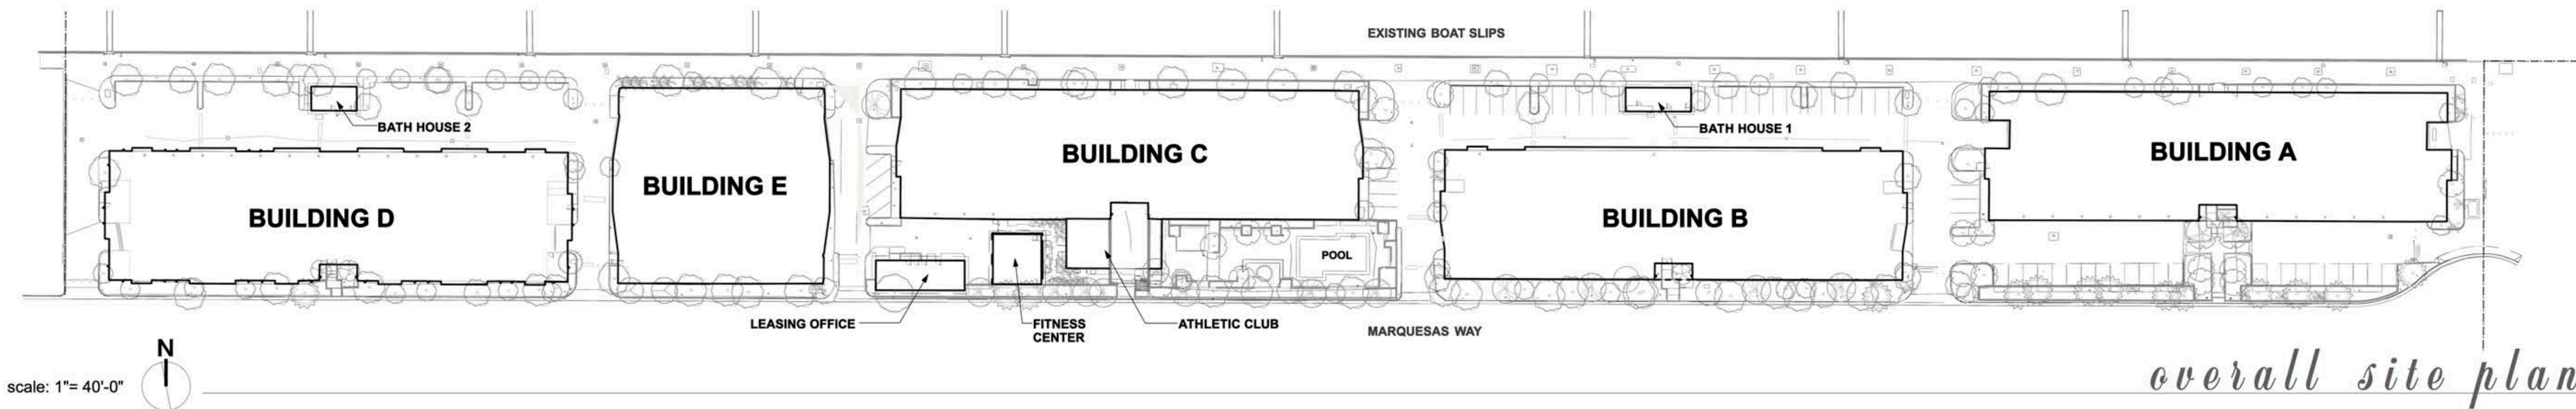 EXISTING BOAT SLIPS
BATH HOUSE 2
BATH HOUSE 1
BUILDING D
BUILDING E
BUILDING C
BUILDING B
BUILDING A
POOL
LEASING OFFICE
FITNESS
CENTER
ATHLETIC CLUB
MARQUESAS WAY
N
scale: 1"= 40'-0"
overall site plan